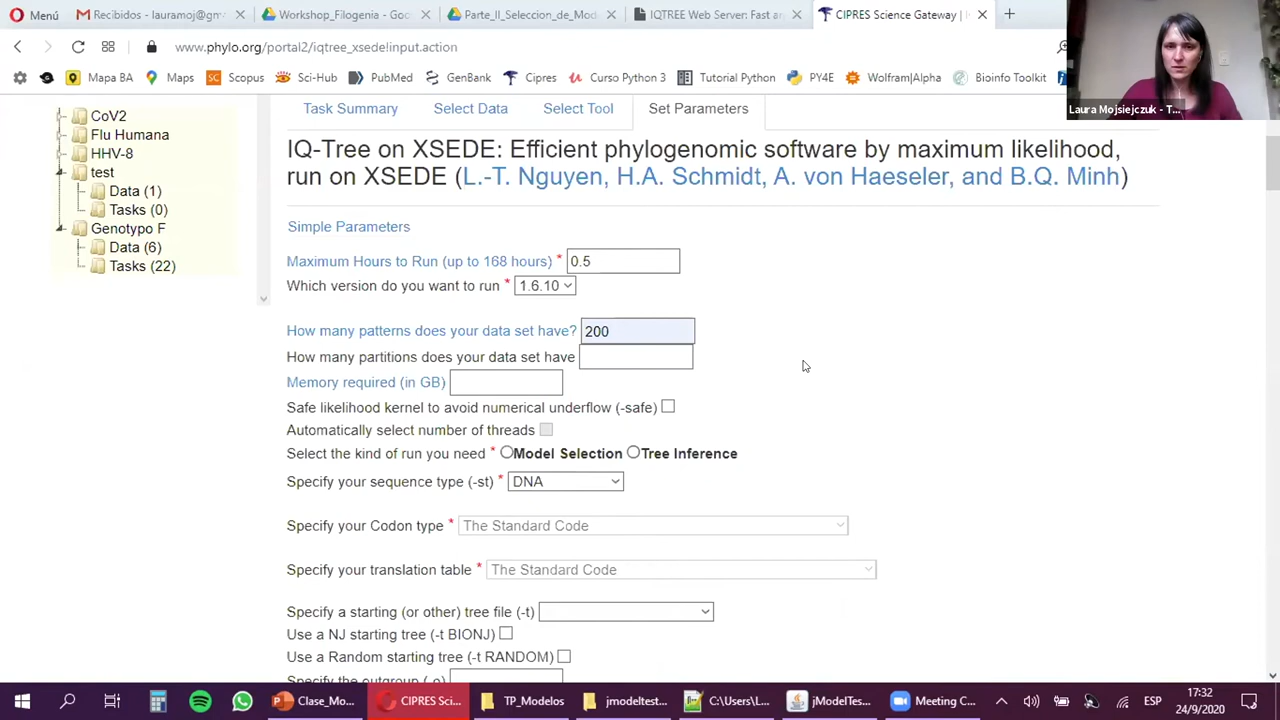 Menú
Recibidos - lauramoj@gm
Workshop_Filogenia - Goo
Parte_II_Seleccion_de_Mod
IQTREE Web Server: Fast an
CIPRES Science Gateway |
www.phylo.org/portal2/iqtree_xsede!input.action
Mapa BA
Maps
Scopus
Sci-Hub
PubMed
GenBank
Cipres
Curso Python 3
Tutorial Python
PY4E
Wolfram|Alpha
Bioinfo Toolkit
Laura Mojsiejczuk - T...
CoV2
Flu Humana
HHV-8
test
Data (1)
Tasks (0)
Genotypo F
Data (6)
Tasks (22)
Task Summary
Select Data
Select Tool
Set Parameters
IQ-Tree on XSEDE: Efficient phylogenomic software by maximum likelihood,
run on XSEDE (L.-T. Nguyen, H.A. Schmidt, A. von Haeseler, and B.Q. Minh)
Simple Parameters
Maximum Hours to Run (up to 168 hours) * 0.5
Which version do you want to run * 1.6.10
How many patterns does your data set have? 200
How many partitions does your data set have
Memory required (in GB)
Safe likelihood kernel to avoid numerical underflow (-safe)
Automatically select number of threads
Select the kind of run you need * Model Selection Tree Inference
Specify your sequence type (-st) * DNA
Specify your Codon type * The Standard Code
Specify your translation table * The Standard Code
Specify a starting (or other) tree file (-t)
Use a NJ starting tree (-t BIONJ)
Use a Random starting tree (-t RANDOM)
Specify the outgroup (-o)
Clase_Mo...
CIPRES Sci...
TP_Modelos
jmodeltest...
C:\Users\L...
jModelTest...
Meeting C...
ESP
17:32
24/9/2020